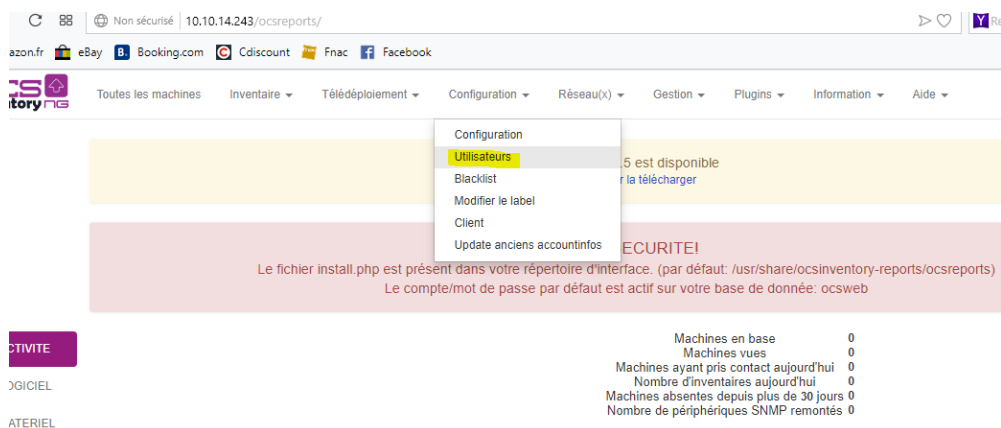 Non sécurisé 10.10.14.243/ocsreports/
azon.fr eBay B. Booking.com Cdiscount Fnac Facebook
Toutes les machines Inventaire Télédéploiement Configuration Réseau(x) Gestion Plugins Information Aide
Configuration
Utilisateurs
Blacklist
Modifier le label
Client
Update anciens accountinfos
.5 est disponible
r la télécharger
ECURITE!
Le fichier install.php est présent dans votre répertoire d'interface. (par défaut: /usr/share/ocsinventory-reports/ocsreports)
Le compte/mot de passe par défaut est actif sur votre base de donnée: ocsweb
Machines en base 0
Machines vues 0
Machines ayant pris contact aujourd'hui 0
Nombre d'inventaires aujourd'hui 0
Machines absentes depuis plus de 30 jours 0
Nombre de périphériques SNMP remontés 0
CTIVITE
OGICIEL
ATERIEL